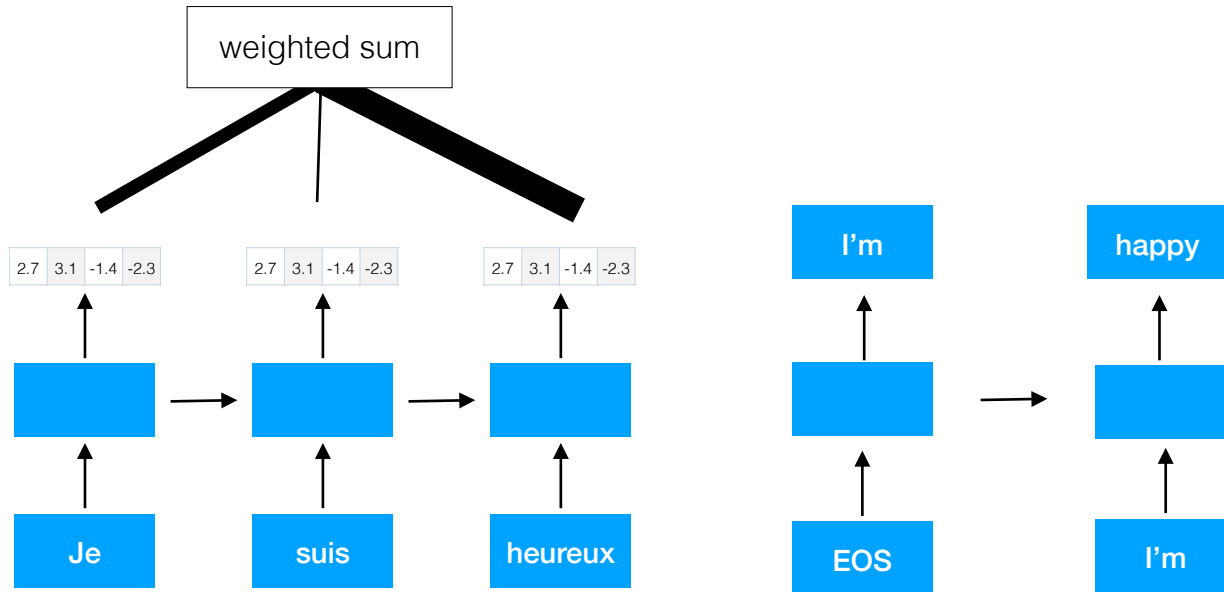 weighted sum
2.7 3.1 -1.4 -2.3
2.7 3.1 -1.4 -2.3
2.7 3.1 -1.4 -2.3
I'm
happy
Je
suis
heureux
EOS
I'm